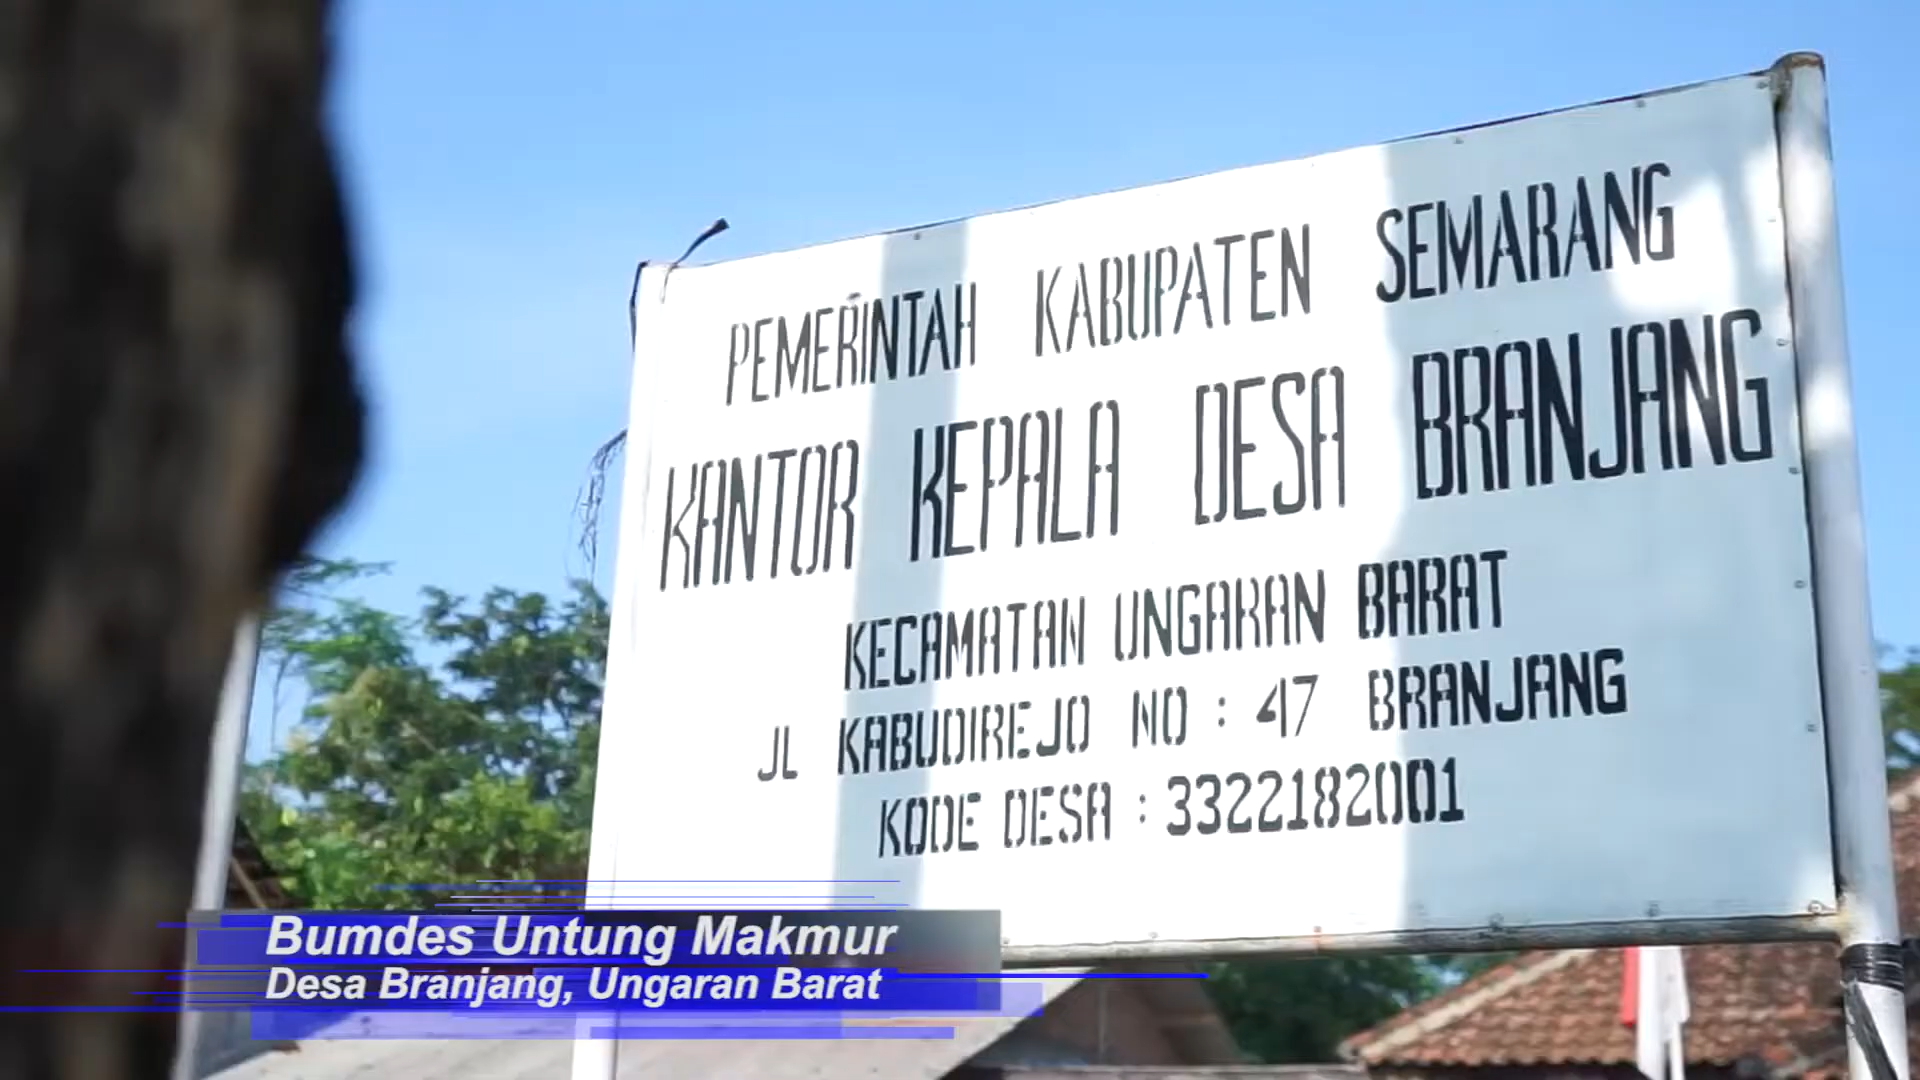 PEMERINTAH KABUPATEN SEMARANG
KANTOR KEPALA DESA BRANJANG
KECAMATAN UNGARAN BARAT
JL KABUDIREJO NO : 47 BRANJANG
KODE DESA : 3322182001
Bumdes Untung Makmur
Desa Branjang, Ungaran Barat